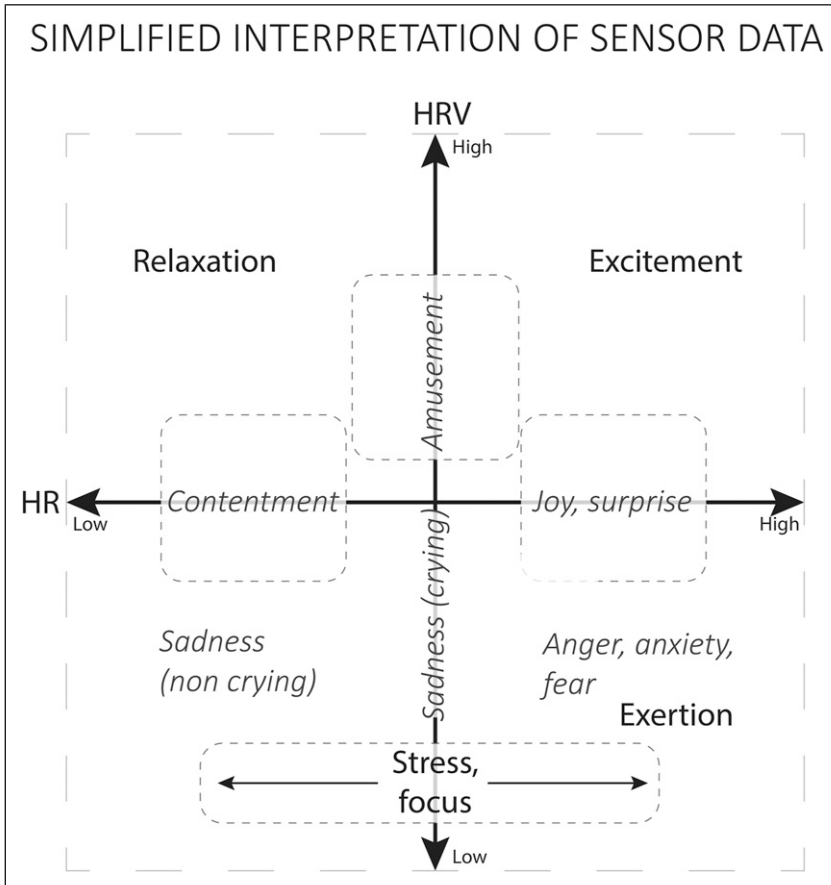 SIMPLIFIED INTERPRETATION OF SENSOR DATA
HRV
High
Relaxation
Excitement
Amusement
HR
Low
Contentment
Joy, surprise
High
Sadness (crying)
Sadness
(non crying)
Anger, anxiety,
fear
Exertion
Stress,
focus
Low